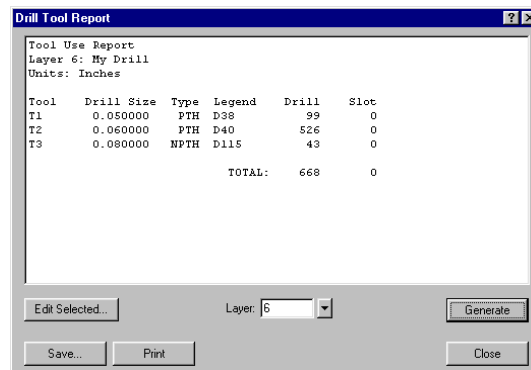 Drill Tool Report
Tool Use Report
Layer 6: My Drill
Units: Inches
Tool Drill Size Type Legend Drill Slot
T1 0.050000 PTH D38 99 0
T2 0.060000 PTH D40 526 0
T3 0.080000 NPTH D115 43 0
TOTAL: 668 0
Edit Selected... Layer: 6 Generate
Save... Print Close